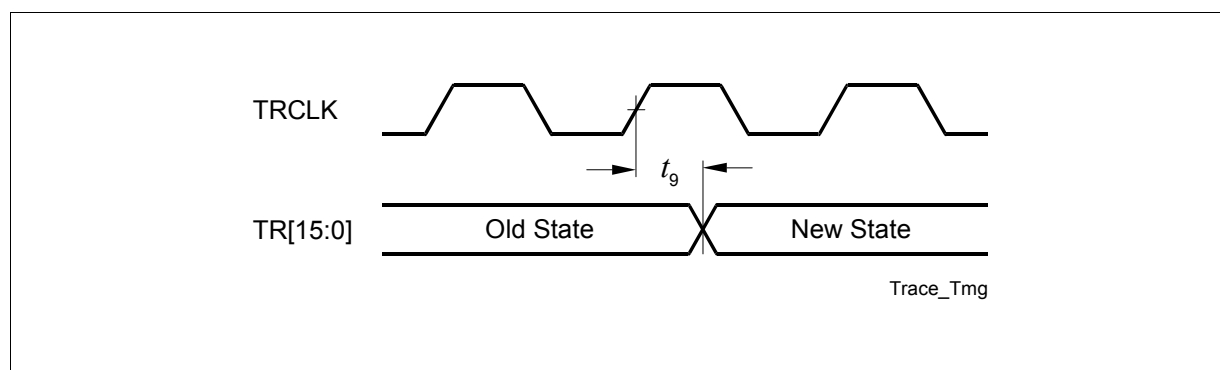 TRCLK
t9
TR[15:0]
Old State
New State
Trace_Tmg